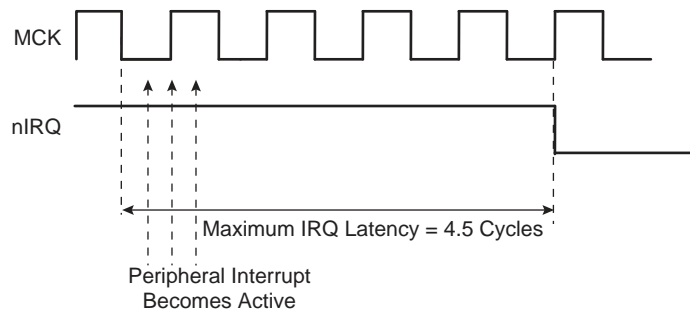 MCK
nIRQ
Maximum IRQ Latency = 4.5 Cycles
Peripheral Interrupt
Becomes Active